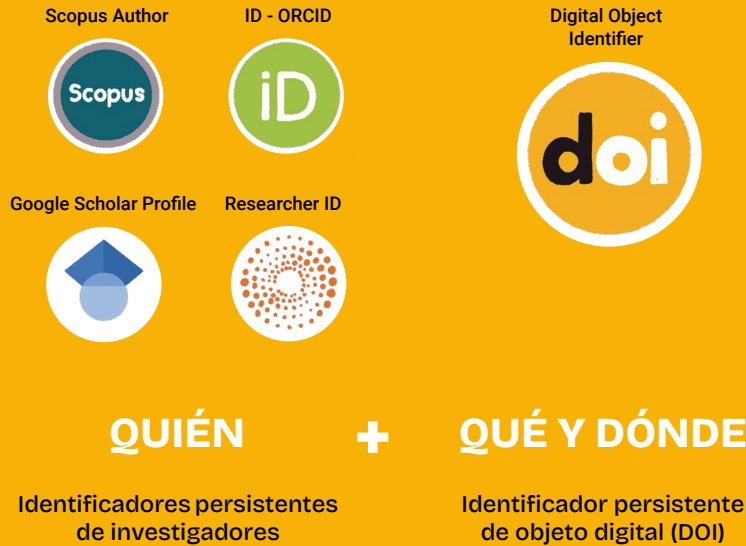 Scopus Author
ID - ORCID
Scopus
iD
Google Scholar Profile
Researcher ID
Digital Object
Identifier
doi
QUIÉN
+
QUÉ Y DÓNDE
Identificadores persistentes
de investigadores
Identificador persistente
de objeto digital (DOI)